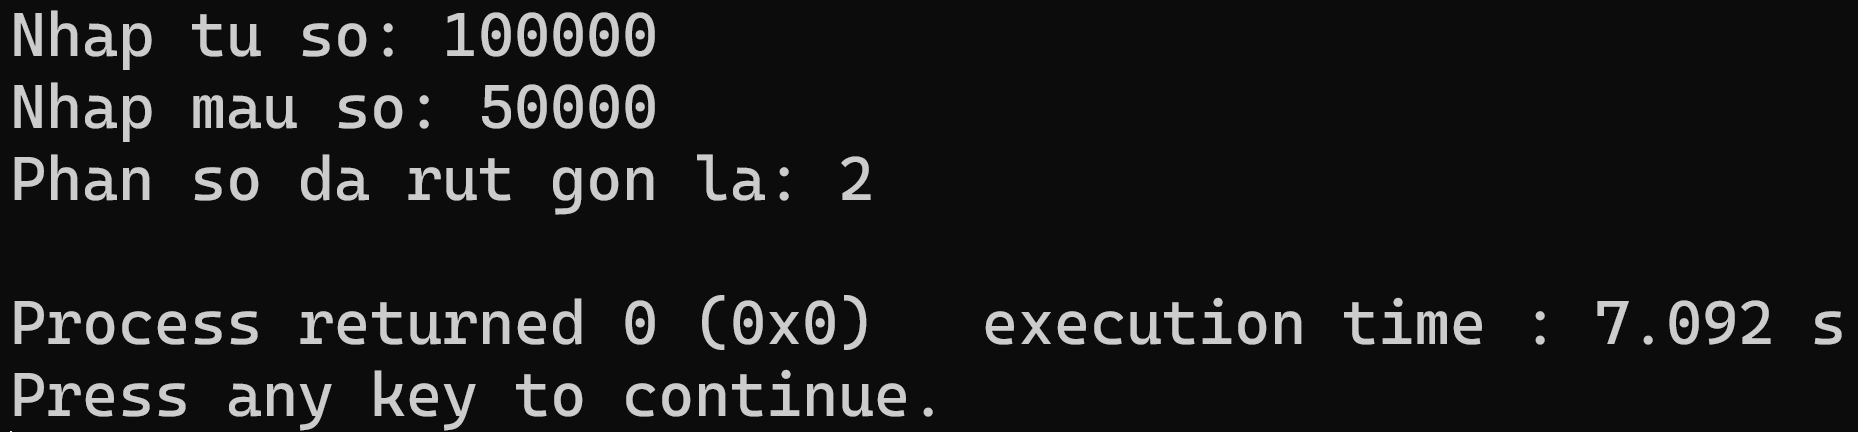 Nhap tu so: 100000
Nhap mau so: 50000
Phan so da rut gon la: 2
Process returned 0 (0x0)   execution time : 7.092 s
Press any key to continue.